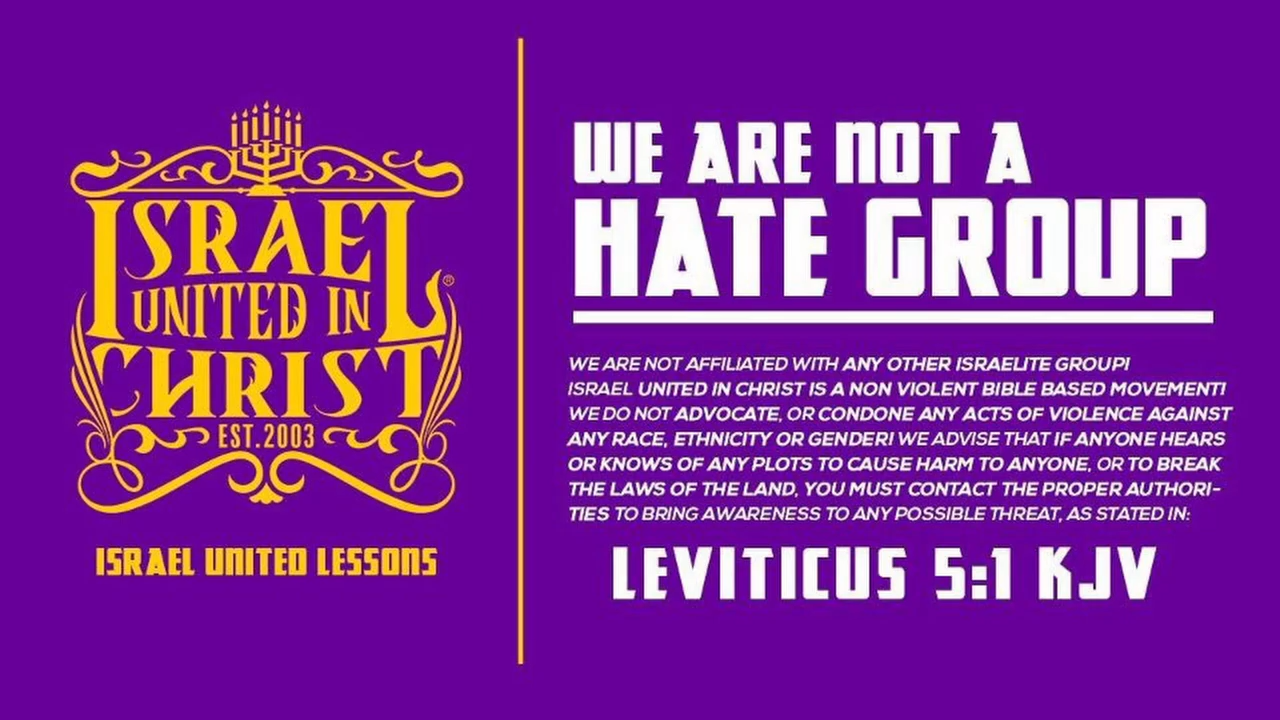 ISRAEL
UNITED IN
CHRIST
EST.2003
ISRAEL UNITED LESSONS
WE ARE NOT A
HATE GROUP
WE ARE NOT AFFILIATED WITH ANY OTHER ISRAELITE GROUP!
ISRAEL UNITED IN CHRIST IS A NON VIOLENT BIBLE BASED MOVEMENT!
WE DO NOT ADVOCATE, OR CONDONE ANY ACTS OF VIOLENCE AGAINST
ANY RACE, ETHNICITY OR GENDER! WE ADVISE THAT IF ANYONE HEARS
OR KNOWS OF ANY PLOTS TO CAUSE HARM TO ANYONE, OR TO BREAK
THE LAWS OF THE LAND, YOU MUST CONTACT THE PROPER AUTHORI-
TIES TO BRING AWARENESS TO ANY POSSIBLE THREAT, AS STATED IN:
LEVITICUS 5:1 KJV